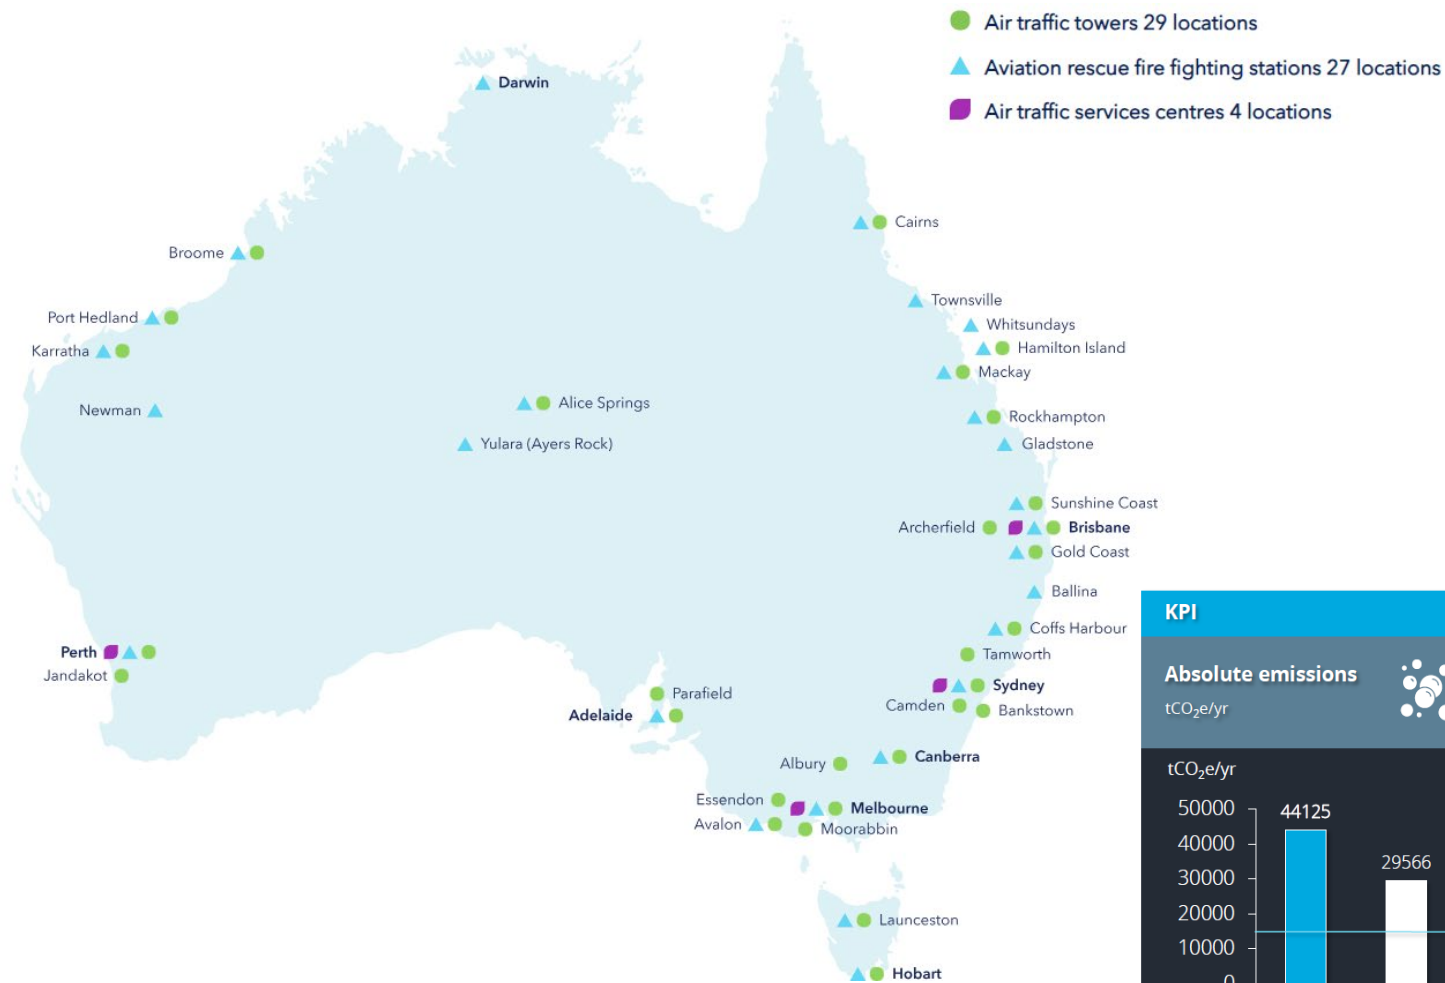 Air traffic towers 29 locations
Aviation rescue fire fighting stations 27 locations
Air traffic services centres 4 locations
Darwin
Cairns
Broome
Townsville
Port Hedland
Whitsundays
Karratha
Hamilton Island
Mackay
Newman
Alice Springs
Rockhampton
Yulara (Ayers Rock)
Gladstone
Sunshine Coast
Archerfield
Brisbane
Gold Coast
Ballina
Coffs Harbour
Perth
Tamworth
Jandakot
Sydney
Parafield
Camden
Bankstown
Adelaide
Canberra
Albury
Essendon
Melbourne
Avalon
Moorabbin
Launceston
Hobart
KPI
Absolute emissions
tCO₂e/yr
tCO₂e/yr
50000
44125
40000
29566
30000
20000
10000
0